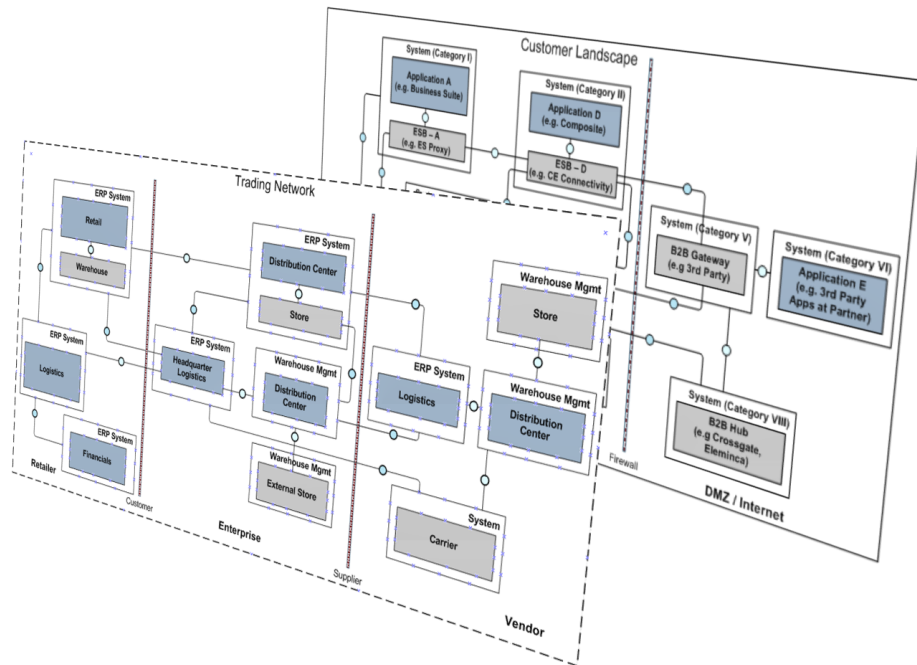 Customer Landscape
System (Category I)
Application A
(e.g. Business Suite)
ESB – A
(e.g. ES Proxy)
System (Category II)
Application D
(e.g. Composite)
ESB – D
(e.g. CE Connectivity)
System (Category V)
B2B Gateway
(e.g 3rd Party)
System (Category VI)
Application E
(e.g. 3rd Party
Apps at Partner)
System (Category VIII)
B2B Hub
(e.g Crossgate,
Eleminca)
Firewall
DMZ / Internet
Trading Network
ERP System
Retail
Warehouse
ERP System
Logistics
ERP System
Financials
Retailer
Customer
ERP System
Distribution Center
Store
ERP System
Headquarter
Logistics
Warehouse Mgmt
Distribution
Center
Warehouse Mgmt
External Store
Enterprise
Supplier
Warehouse Mgmt
Store
ERP System
Logistics
Warehouse Mgmt
Distribution
Center
System
Carrier
Vendor